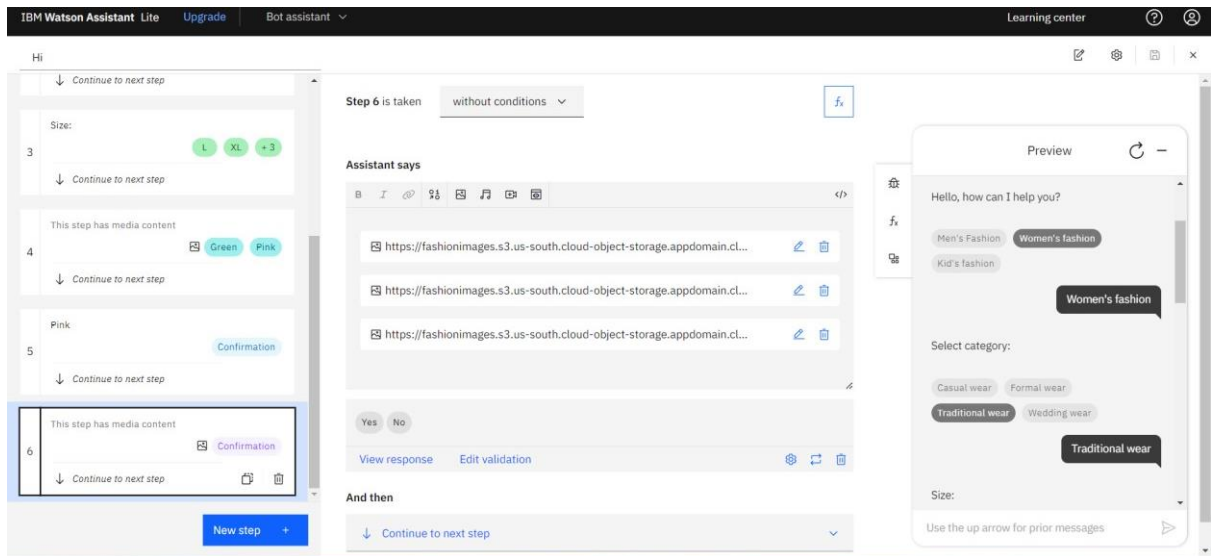 IBM Watson Assistant Lite Upgrade Bot assistant Learning center
Hi
Continue to next step
3
Size:
L XL + 3
Continue to next step
4
This step has media content
Green Pink
Continue to next step
5
Pink
Confirmation
Continue to next step
6
This step has media content
Confirmation
Continue to next step
New step +
Step 6 is taken without conditions
fx
Assistant says
B I </>
https://fashionimages.s3.us-south.cloud-object-storage.appdomain.cl...
https://fashionimages.s3.us-south.cloud-object-storage.appdomain.cl...
https://fashionimages.s3.us-south.cloud-object-storage.appdomain.cl...
Yes No
View response Edit validation
And then
Continue to next step
fx
Preview
Hello, how can I help you?
Men's Fashion Women's fashion
Kid's fashion
Women's fashion
Select category:
Casual wear Formal wear
Traditional wear Wedding wear
Traditional wear
Size:
Use the up arrow for prior messages